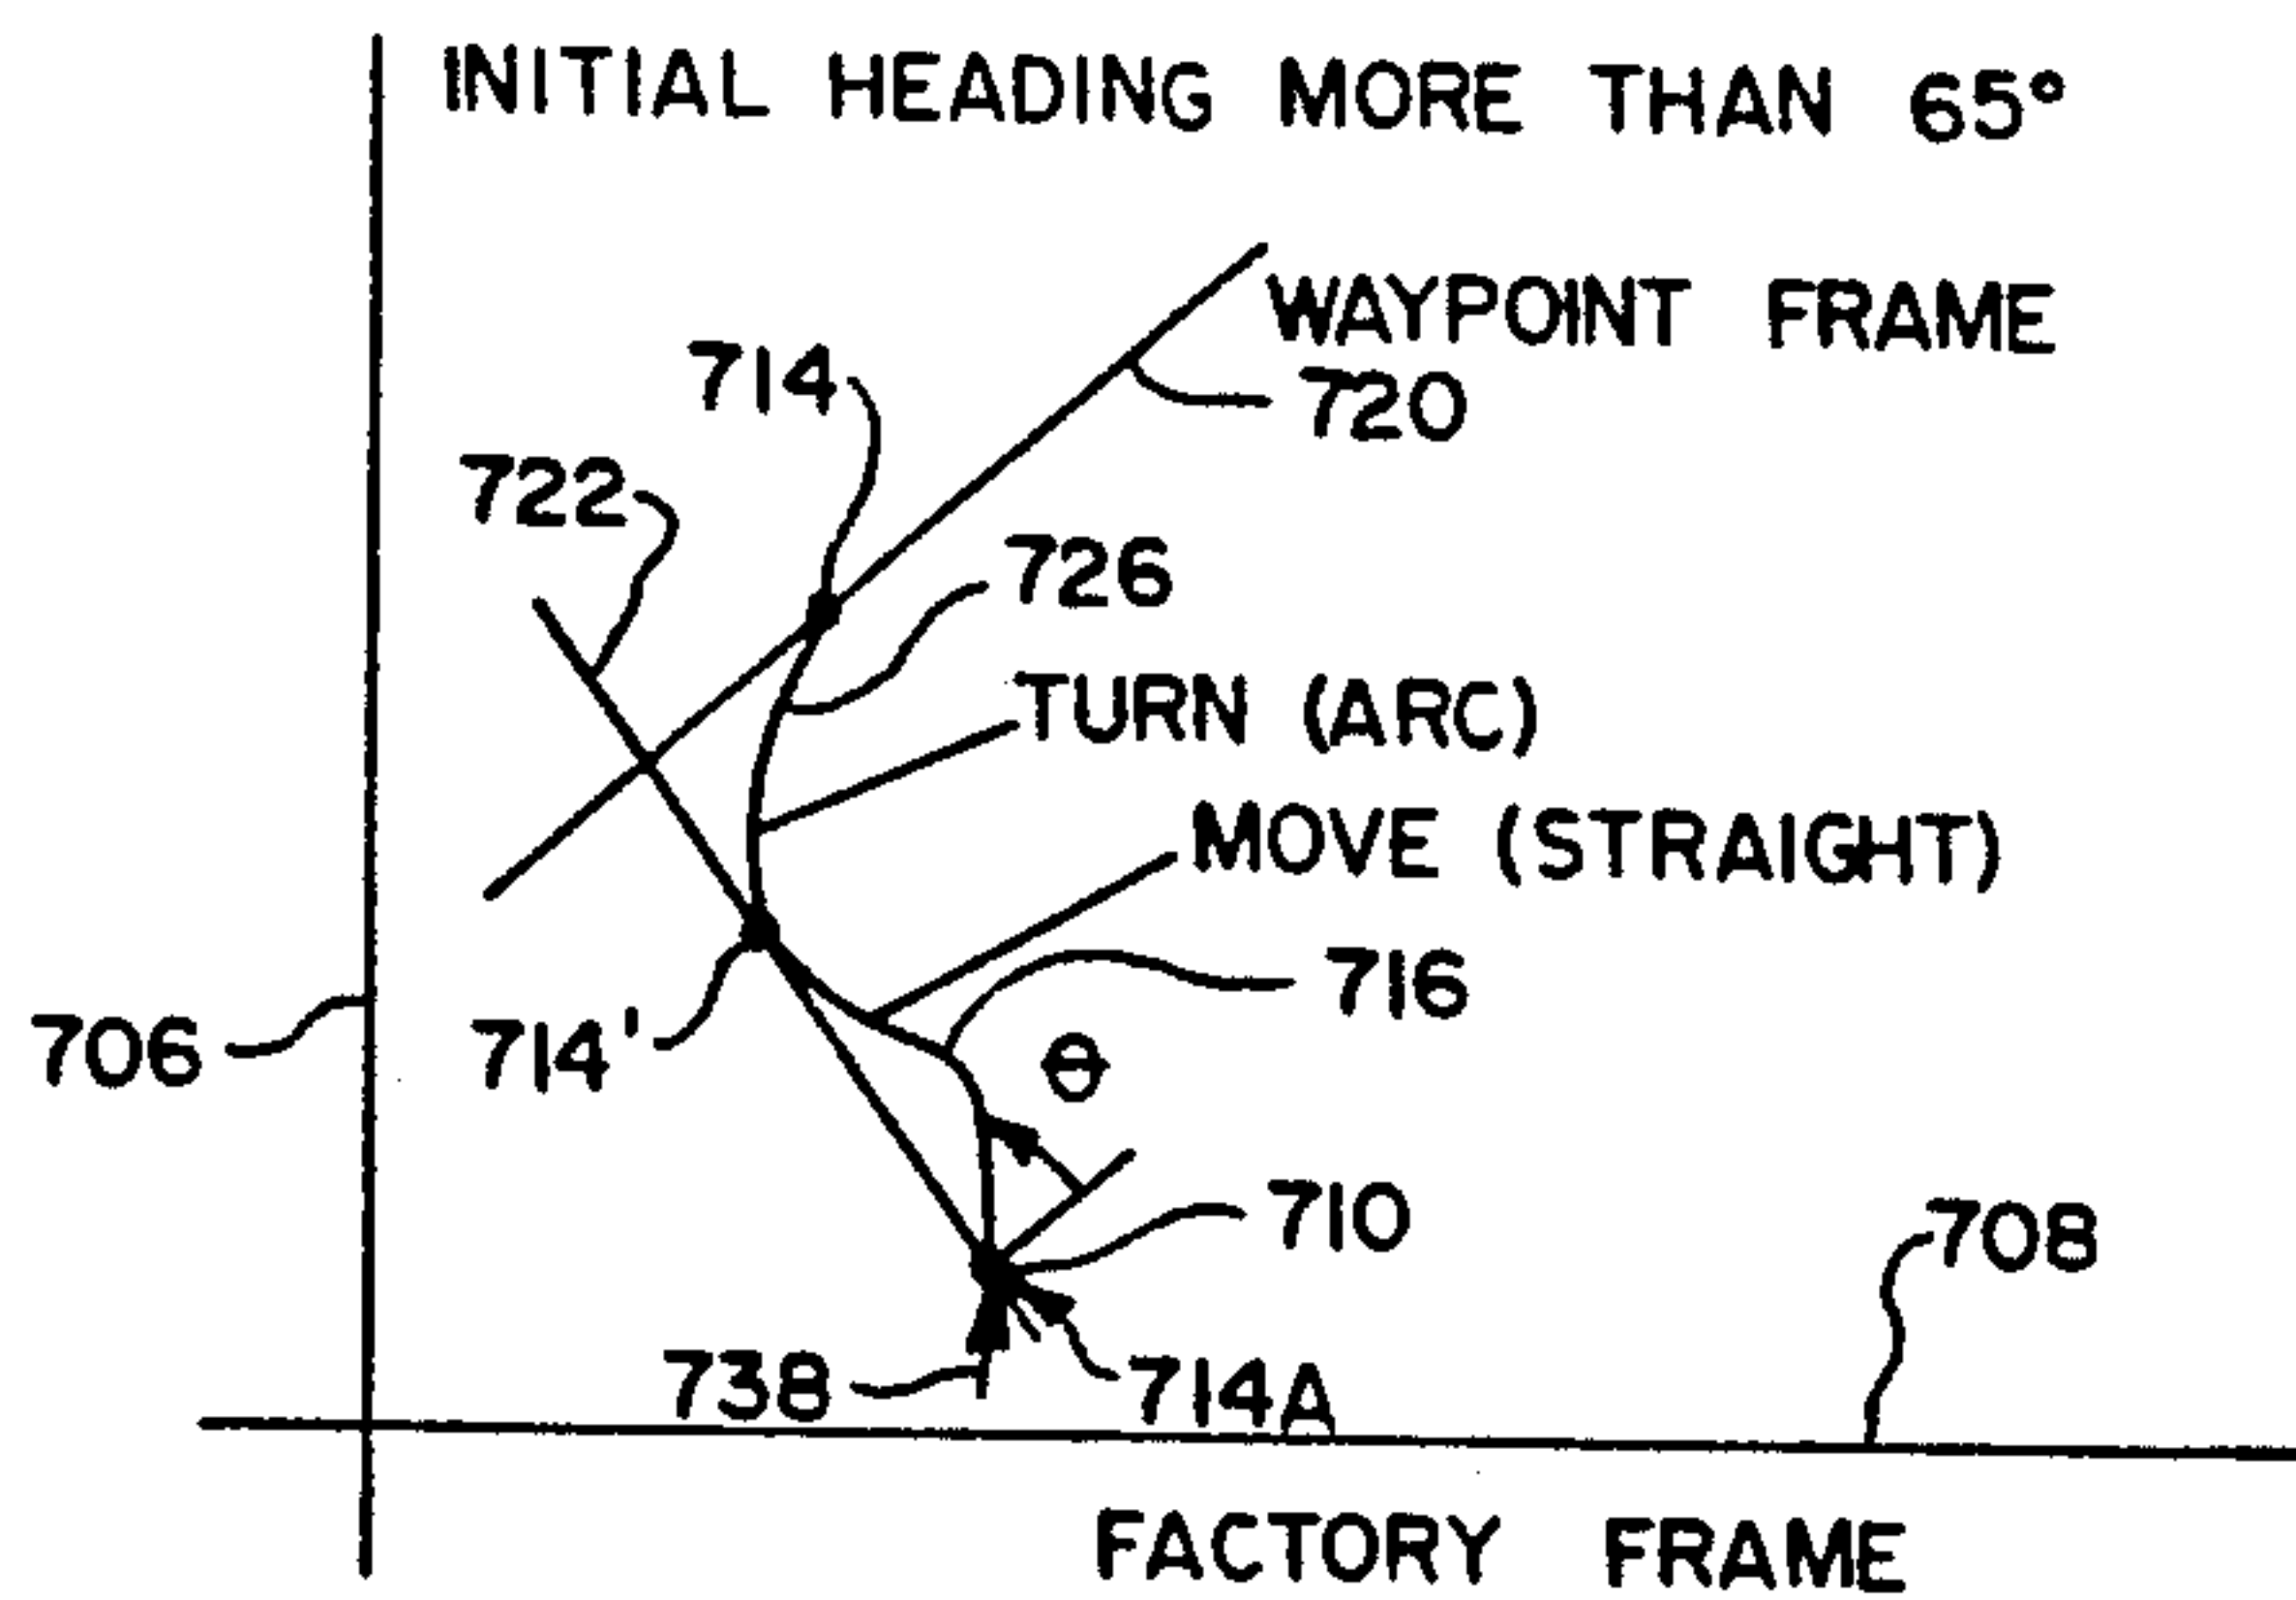 INITIAL HEADING MORE THAN 65°
WAYPOINT FRAME
714
720
722
726
TURN (ARC)
MOVE (STRAIGHT)
716
706
714'
θ
710
708
738
714A
FACTORY FRAME